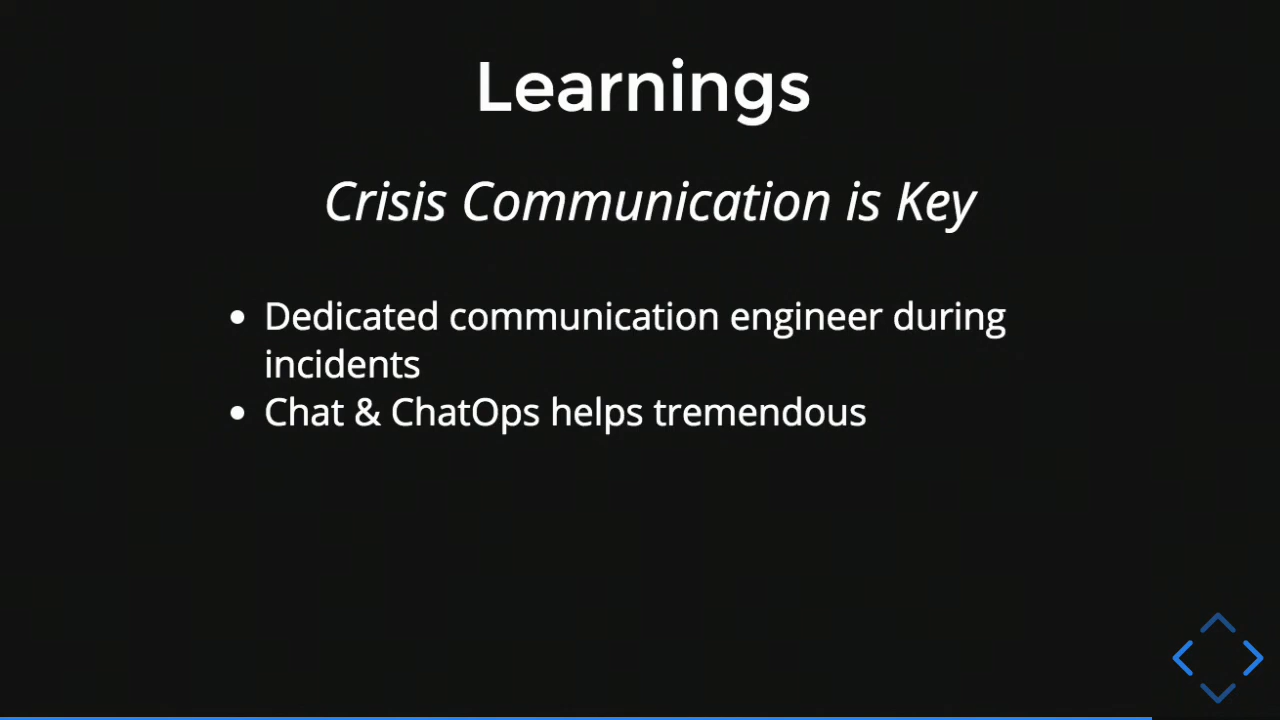 Learnings
Crisis Communication is Key
Dedicated communication engineer during
incidents
Chat & ChatOps helps tremendous